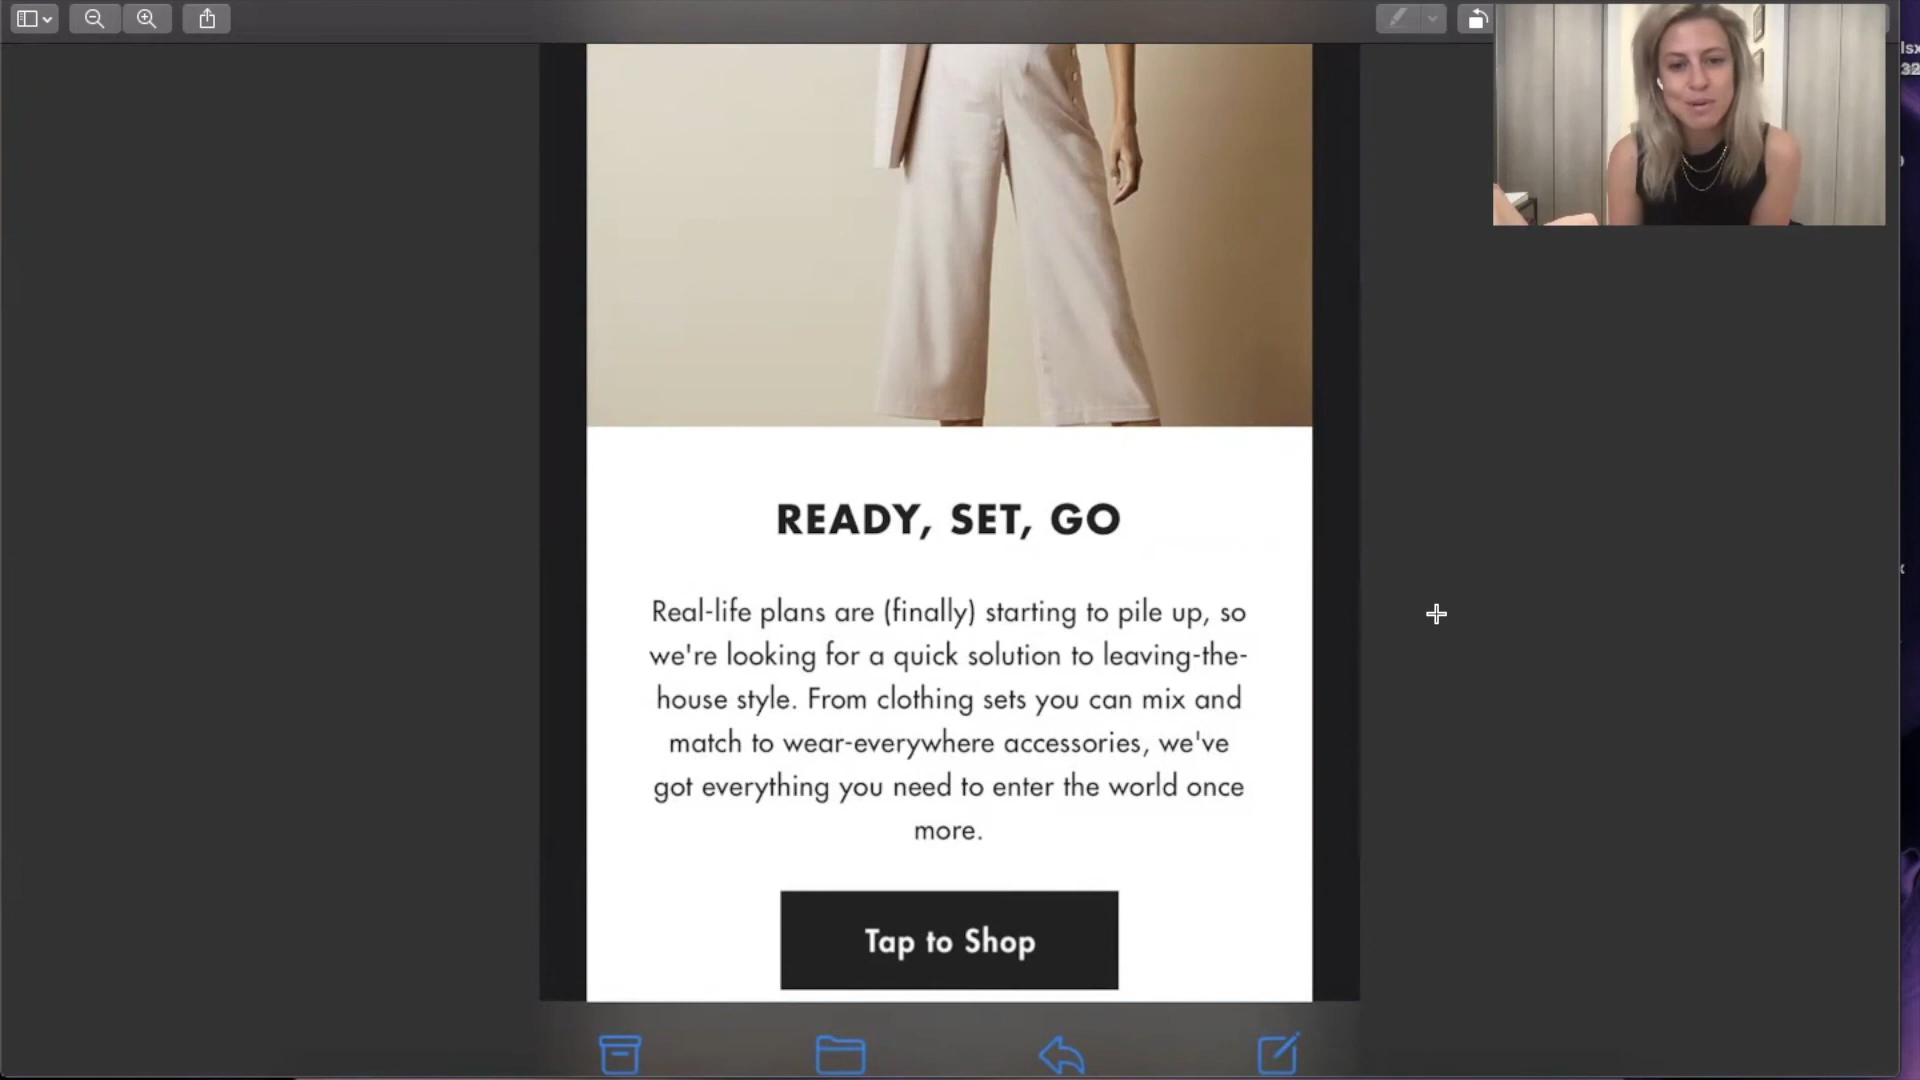 READY, SET, GO
Real-life plans are (finally) starting to pile up, so
we're looking for a quick solution to leaving-the-
house style. From clothing sets you can mix and
match to wear-everywhere accessories, we've
got everything you need to enter the world once
more.
Tap to Shop
lsx
32